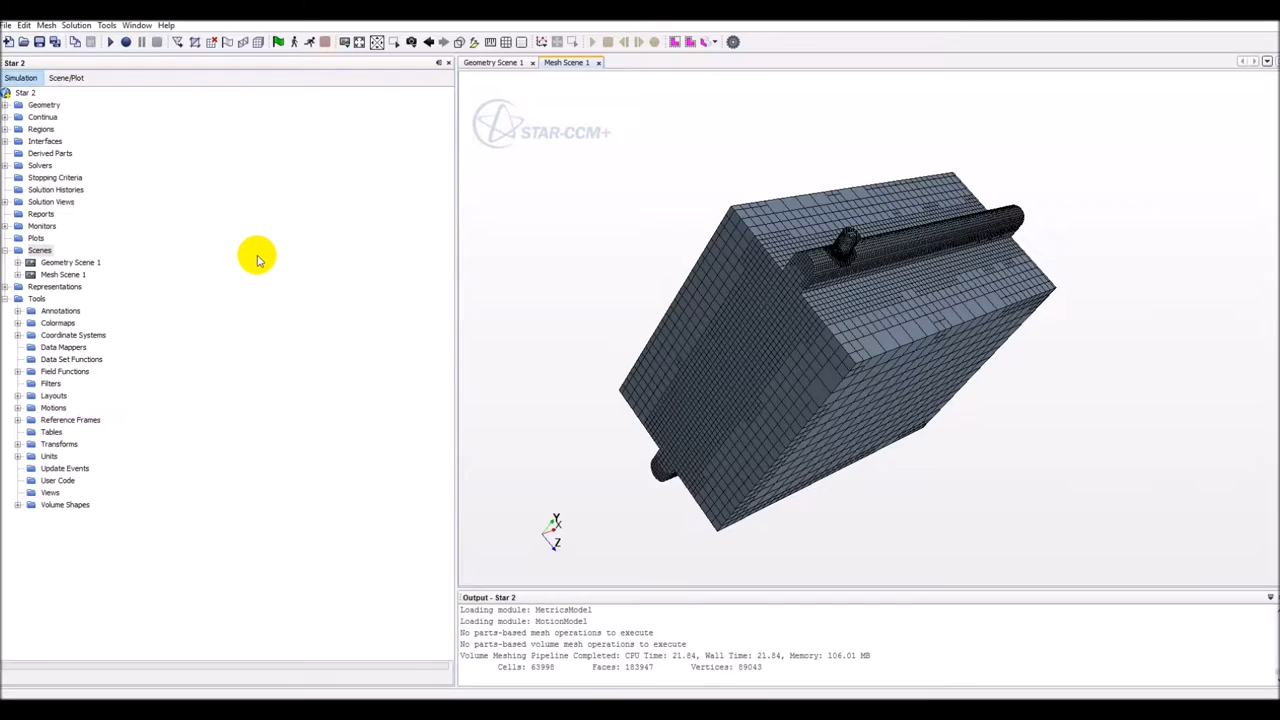 File Edit Mesh Solution Tools Window Help
Star 2
Simulation Scene/Plot
Star 2
Geometry
Continua
Regions
Interfaces
Derived Parts
Solvers
Stopping Criteria
Solution Histories
Solution Views
Reports
Monitors
Plots
Scenes
Geometry Scene 1
Mesh Scene 1
Representations
Tools
Annotations
Colormaps
Coordinate Systems
Data Mappers
Data Set Functions
Field Functions
Filters
Layouts
Motions
Reference Frames
Tables
Transforms
Units
Update Events
User Code
Views
Volume Shapes
Geometry Scene 1 Mesh Scene 1
STAR-CCM+
Y
X
Z
Output - Star 2
Loading module: MetricsModel
Loading module: MotionModel
No parts-based mesh operations to execute
No parts-based volume mesh operations to execute
Volume Meshing Pipeline Completed: CPU Time: 21.84, Wall Time: 21.84, Memory: 106.01 MB
Cells: 63998 Faces: 183947 Vertices: 89043